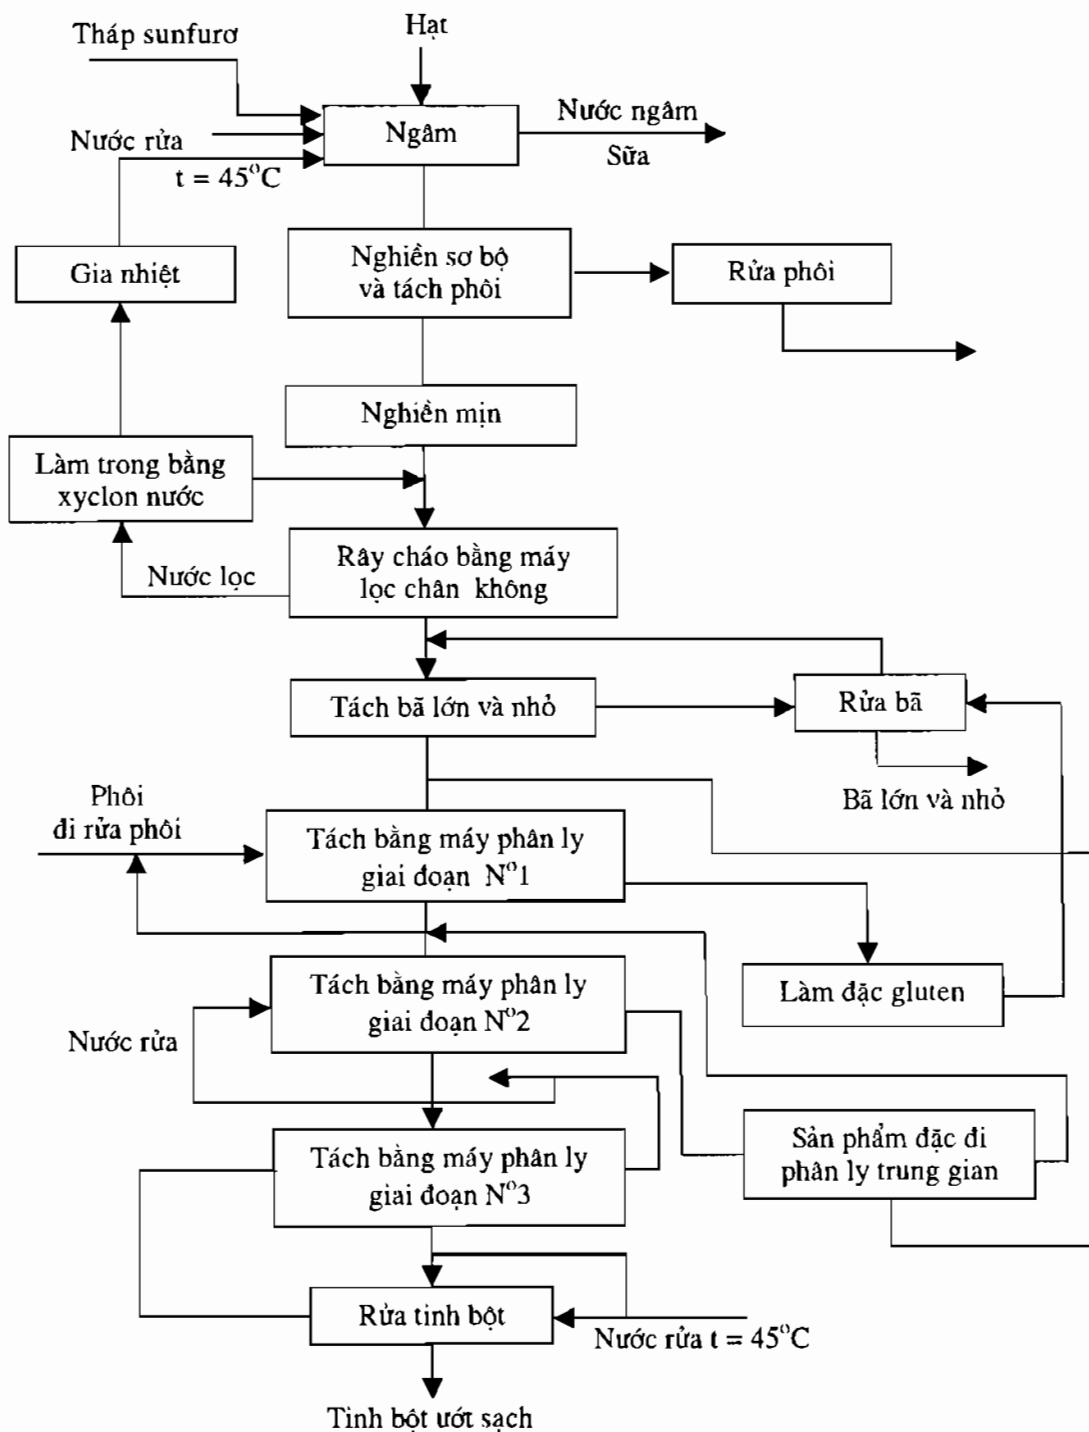 Tháp sunfurơ
Hạt
Ngâm
Nước ngâm
Sữa
Nước rửa
t = 45°C
Gia nhiệt
Nghiền sơ bộ
và tách phôi
Rửa phôi
Nghiền mịn
Làm trong bằng
xyclon nước
Rây cháo bằng máy
lọc chân không
Nước lọc
Tách bã lớn và nhỏ
Rửa bã
Bã lớn và nhỏ
Phôi
đi rửa phôi
Tách bằng máy phân ly
giai đoạn N°1
Làm đặc gluten
Tách bằng máy phân ly
giai đoạn N°2
Nước rửa
Sản phẩm đặc đi
phân ly trung gian
Tách bằng máy phân ly
giai đoạn N°3
Rửa tinh bột
Nước rửa t = 45°C
Tinh bột ướt sạch